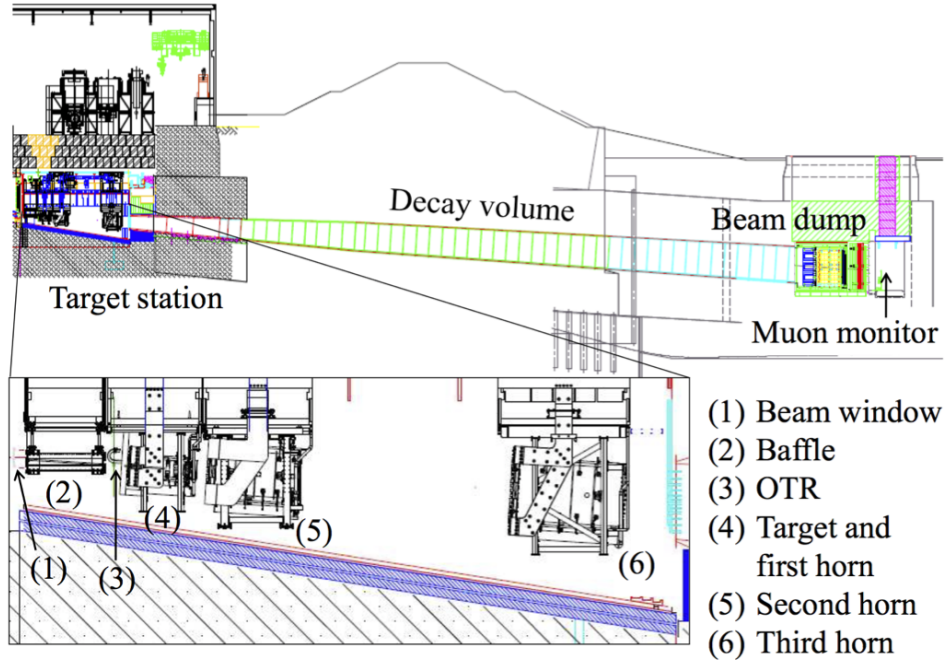 Decay volume
Beam dump
Target station
Muon monitor
(1) Beam window
(2) Baffle
(3) OTR
(4) Target and
first horn
(5) Second horn
(6) Third horn
(2)
(4)
(5)
(6)
(1)
(3)